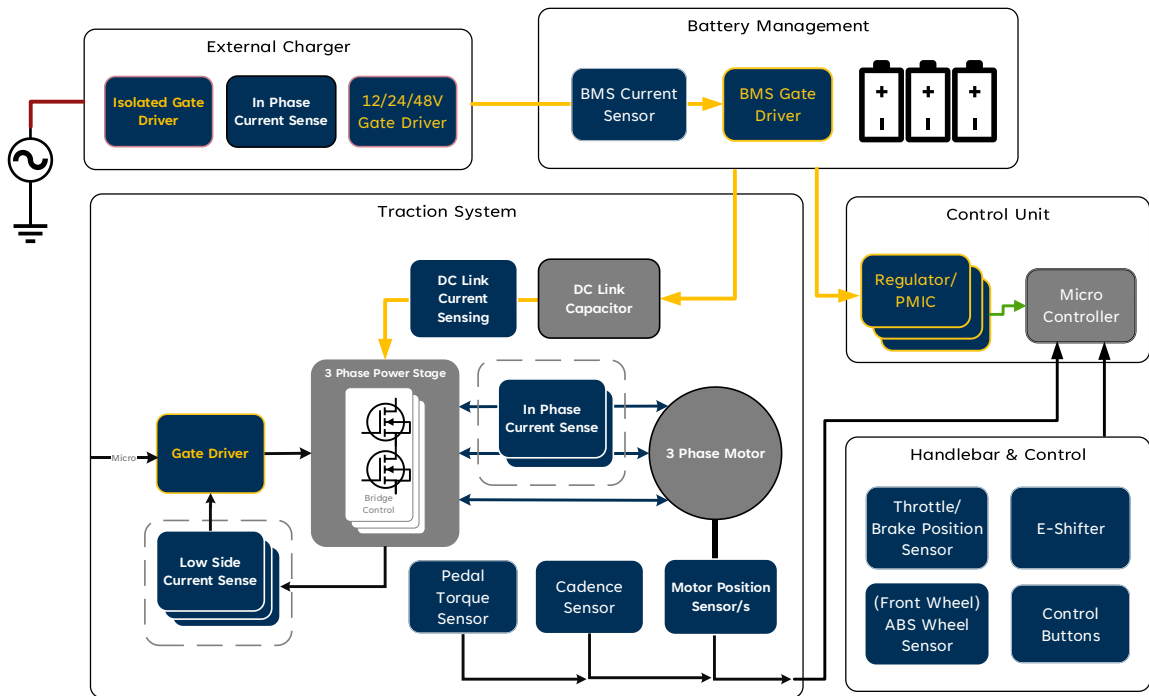 External Charger
Isolated Gate
Driver
In Phase
Current Sense
12/24/48V
Gate Driver
Battery Management
BMS Current
Sensor
BMS Gate
Driver
Traction System
DC Link
Current
Sensing
DC Link
Capacitor
3 Phase Power Stage
Bridge
Control
In Phase
Current Sense
3 Phase Motor
Micro
Gate Driver
Low Side
Current Sense
Pedal
Torque
Sensor
Cadence
Sensor
Motor Position
Sensor/s
Control Unit
Regulator/
PMIC
Micro
Controller
Handlebar & Control
Throttle/
Brake Position
Sensor
E-Shifter
(Front Wheel)
ABS Wheel
Sensor
Control
Buttons